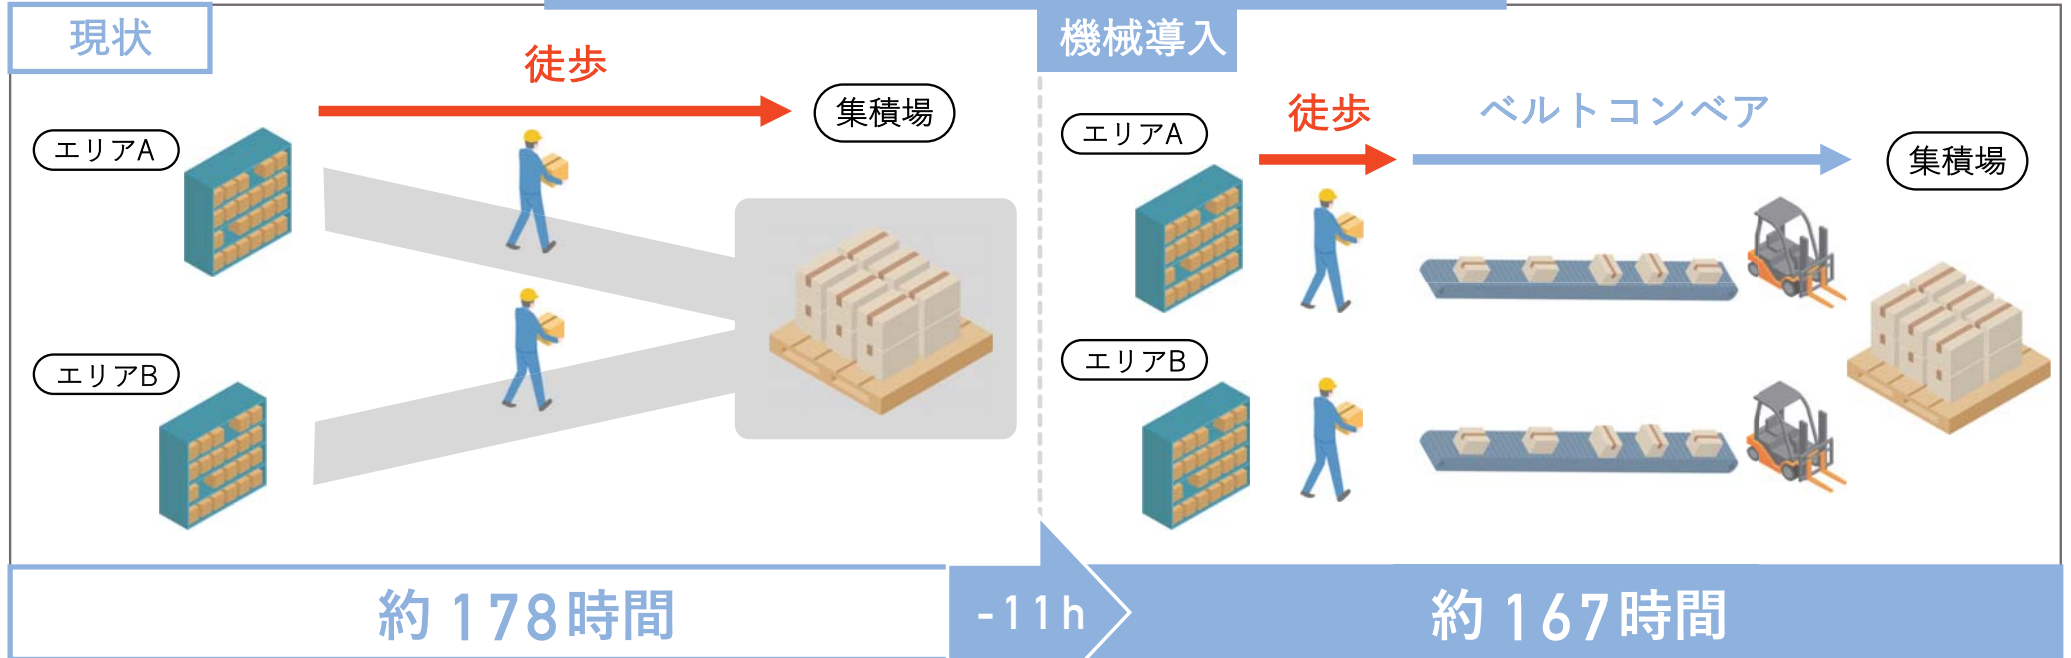 現状
徒歩
集積場
エリアA
エリアB
機械導入
徒歩
ベルトコンベア
エリアA
集積場
エリアB
約178時間
-11h
約167時間